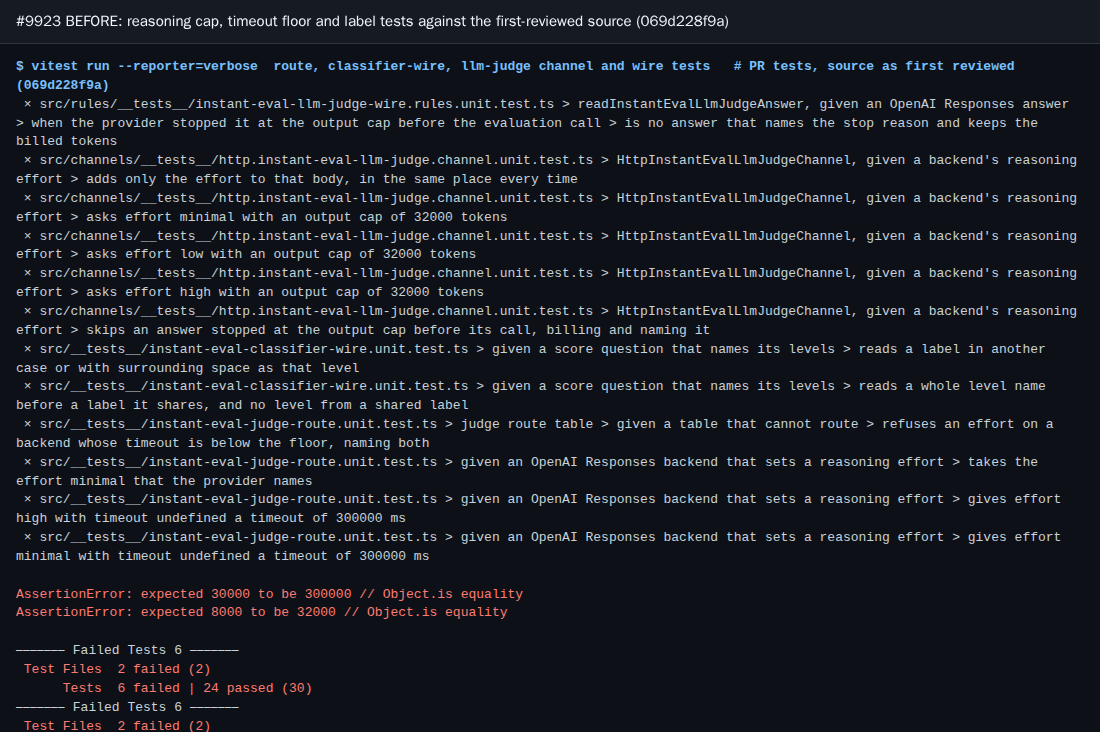 #9923 BEFORE: reasoning cap, timeout floor and label tests against the first-reviewed source (069d228f9a)
$ vitest run --reporter=verbose  route, classifier-wire, llm-judge channel and wire tests   # PR tests, source as first reviewed
(069d228f9a)
× src/rules/__tests__/instant-eval-llm-judge-wire.rules.unit.test.ts > readInstantEvalLlmJudgeAnswer, given an OpenAI Responses answer
> when the provider stopped it at the output cap before the evaluation call > is no answer that names the stop reason and keeps the
billed tokens
× src/channels/__tests__/http.instant-eval-llm-judge.channel.unit.test.ts > HttpInstantEvalLlmJudgeChannel, given a backend's reasoning
effort > adds only the effort to that body, in the same place every time
× src/channels/__tests__/http.instant-eval-llm-judge.channel.unit.test.ts > HttpInstantEvalLlmJudgeChannel, given a backend's reasoning
effort > asks effort minimal with an output cap of 32000 tokens
× src/channels/__tests__/http.instant-eval-llm-judge.channel.unit.test.ts > HttpInstantEvalLlmJudgeChannel, given a backend's reasoning
effort > asks effort low with an output cap of 32000 tokens
× src/channels/__tests__/http.instant-eval-llm-judge.channel.unit.test.ts > HttpInstantEvalLlmJudgeChannel, given a backend's reasoning
effort > asks effort high with an output cap of 32000 tokens
× src/channels/__tests__/http.instant-eval-llm-judge.channel.unit.test.ts > HttpInstantEvalLlmJudgeChannel, given a backend's reasoning
effort > skips an answer stopped at the output cap before its call, billing and naming it
× src/__tests__/instant-eval-classifier-wire.unit.test.ts > given a score question that names its levels > reads a label in another
case or with surrounding space as that level
× src/__tests__/instant-eval-classifier-wire.unit.test.ts > given a score question that names its levels > reads a whole level name
before a label it shares, and no level from a shared label
× src/__tests__/instant-eval-judge-route.unit.test.ts > judge route table > given a table that cannot route > refuses an effort on a
backend whose timeout is below the floor, naming both
× src/__tests__/instant-eval-judge-route.unit.test.ts > given an OpenAI Responses backend that sets a reasoning effort > takes the
effort minimal that the provider names
× src/__tests__/instant-eval-judge-route.unit.test.ts > given an OpenAI Responses backend that sets a reasoning effort > gives effort
high with timeout undefined a timeout of 300000 ms
× src/__tests__/instant-eval-judge-route.unit.test.ts > given an OpenAI Responses backend that sets a reasoning effort > gives effort
minimal with timeout undefined a timeout of 300000 ms
AssertionError: expected 30000 to be 300000 // Object.is equality
AssertionError: expected 8000 to be 32000 // Object.is equality
——————— Failed Tests 6 ———————
Test Files  2 failed (2)
Tests  6 failed | 24 passed (30)
——————— Failed Tests 6 ———————
Test Files  2 failed (2)